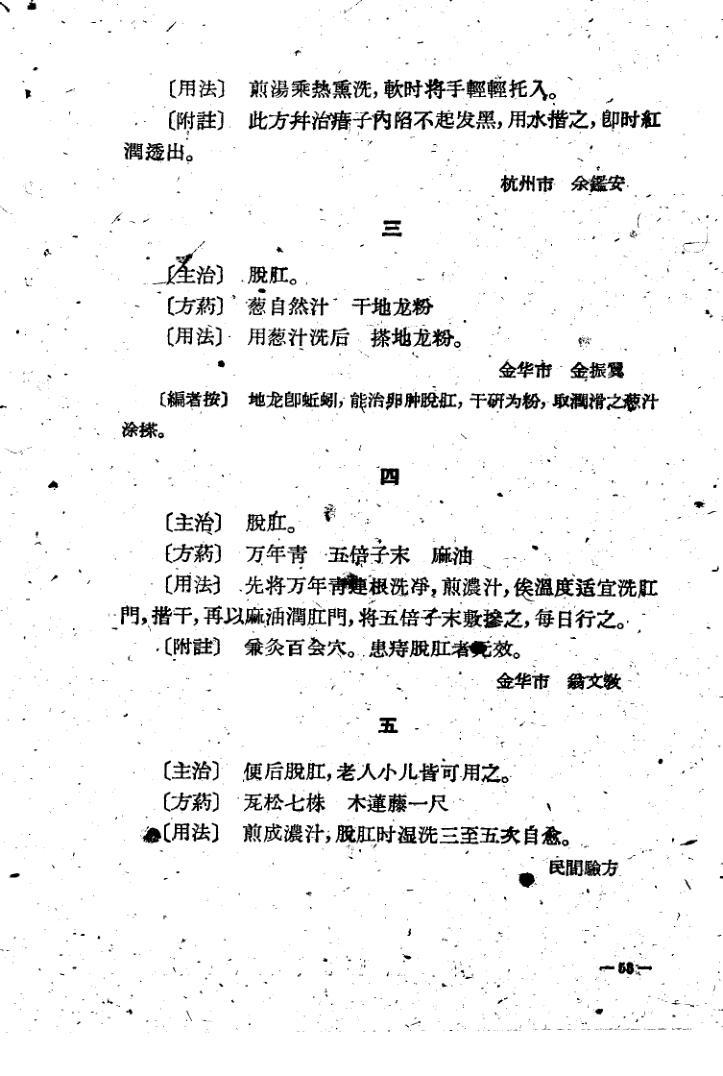 〔用法〕 煎湯乘热熏洗，軟时将手輕輕托入。
〔附註〕 此方幷治痦子內陷不起发黑，用水揩之，卽时紅
潤透出。
杭州市 余鑑安
三
〔主治〕 脫肛。
〔方葯〕 葱自然汁 干地龙粉
〔用法〕 用葱汁洗后 搽地龙粉。
金华市 金振翼
〔編者按〕 地龙卽蚯蚓，能治卵肿脫肛，干研为粉，取潤滑之葱汁
涂搽。
四
〔主治〕 脫肛。
〔方葯〕 万年靑 五倍子末 麻油
〔用法〕 先将万年靑連根洗凈，煎濃汁，俟溫度适宜洗肛
門，揩干，再以麻油潤肛門，将五倍子末敷摻之，每日行之。
〔附註〕 兼灸百会穴。患痔脫肛者无效。
金华市 翁文敎
五
〔主治〕 便后脫肛，老人小儿皆可用之。
〔方葯〕 瓦松七株 木蓮藤一尺
〔用法〕 煎成濃汁，脫肛时湿洗三至五次自愈。
民間驗方
—53—